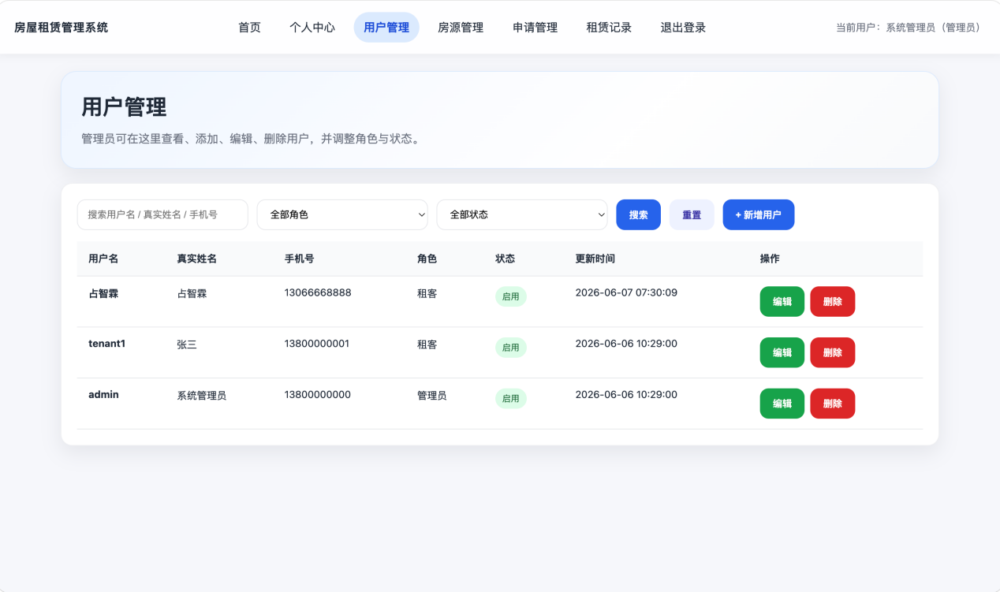 房屋租赁管理系统 首页 个人中心 用户管理 房源管理 申请管理 租赁记录 退出登录 当前用户：系统管理员（管理员）
用户管理
管理员可在这里查看、添加、编辑、删除用户，并调整角色与状态。
搜索用户名 / 真实姓名 / 手机号 全部角色 全部状态 搜索 重置 + 新增用户
用户名 真实姓名 手机号 角色 状态 更新时间 操作
占智霖 占智霖 13066668888 租客 启用 2026-06-07 07:30:09 编辑 删除
tenant1 张三 13800000001 租客 启用 2026-06-06 10:29:00 编辑 删除
admin 系统管理员 13800000000 管理员 启用 2026-06-06 10:29:00 编辑 删除